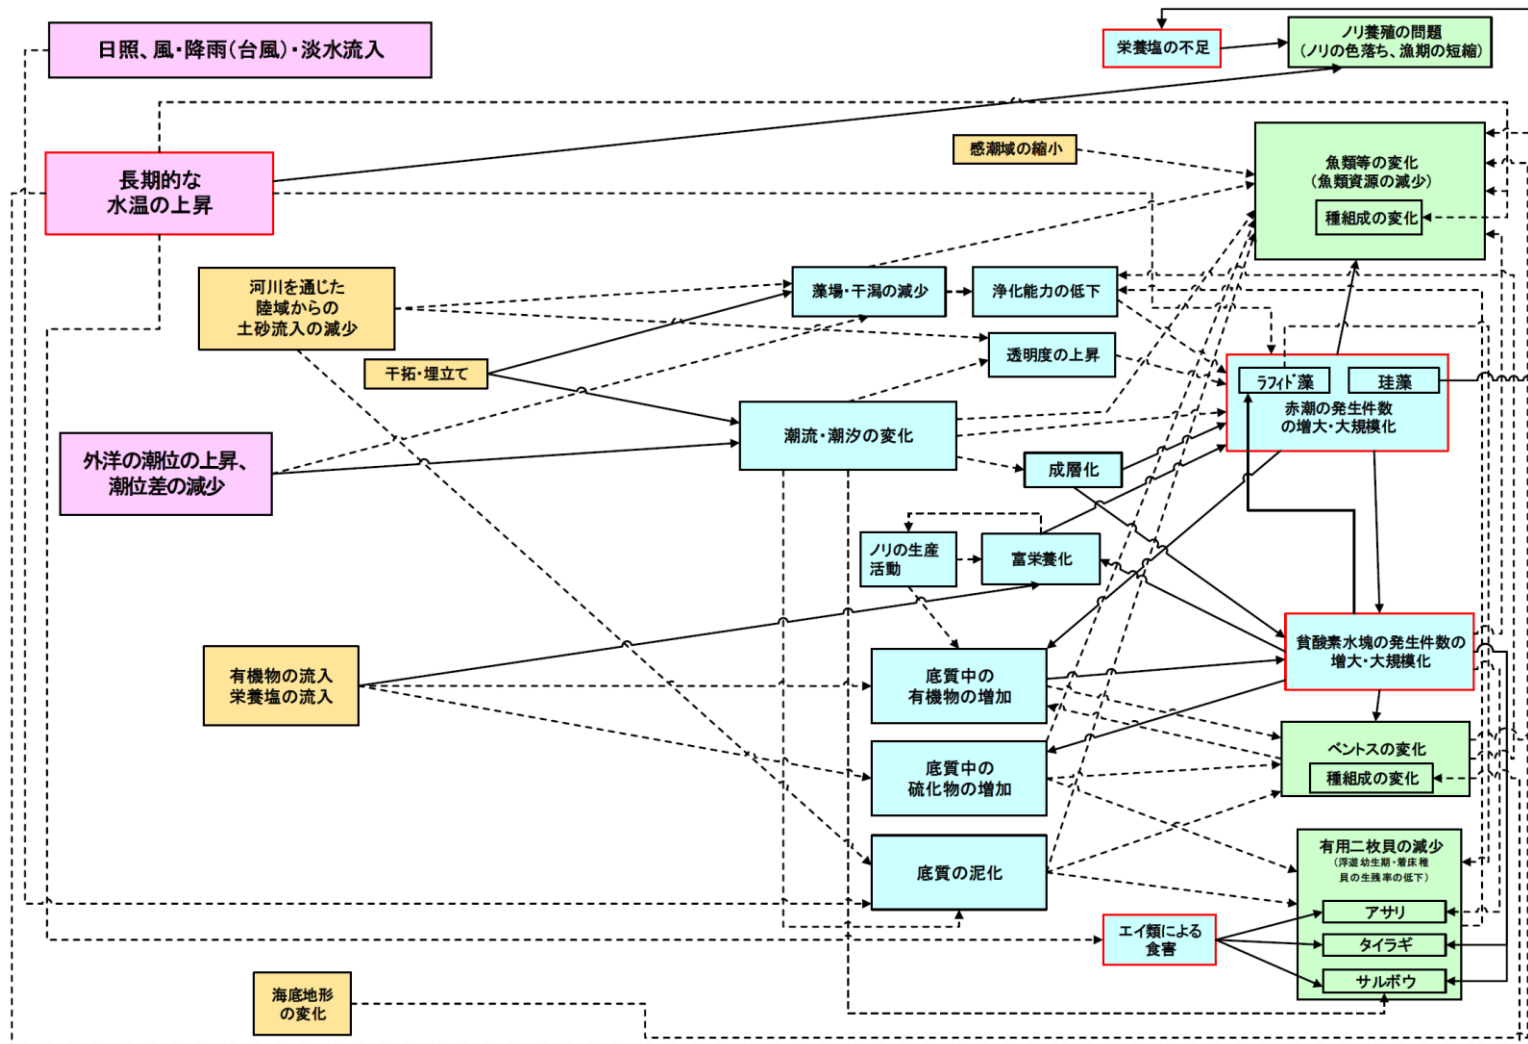 日照、風・降雨(台風)・淡水流入
栄養塩の不足
ノリ養殖の問題
(ノリの色落ち、漁期の短縮)
長期的な
水温の上昇
感潮域の縮小
魚類等の変化
(魚類資源の減少)
種組成の変化
河川を通じた
陸域からの
土砂流入の減少
藻場・干潟の減少
浄化能力の低下
干拓・埋立て
透明度の上昇
ラフィド藻
珪藻
赤潮の発生件数
の増大・大規模化
潮流・潮汐の変化
外洋の潮位の上昇、
潮位差の減少
成層化
ノリの生産
活動
富栄養化
有機物の流入
栄養塩の流入
底質中の
有機物の増加
貧酸素水塊の発生件数の
増大・大規模化
底質中の
硫化物の増加
ベントスの変化
種組成の変化
底質の泥化
有用二枚貝の減少
(浮遊幼生期・着床稚
貝の生残率の低下)
アサリ
タイラギ
サルボウ
エイ類による
食害
海底地形
の変化